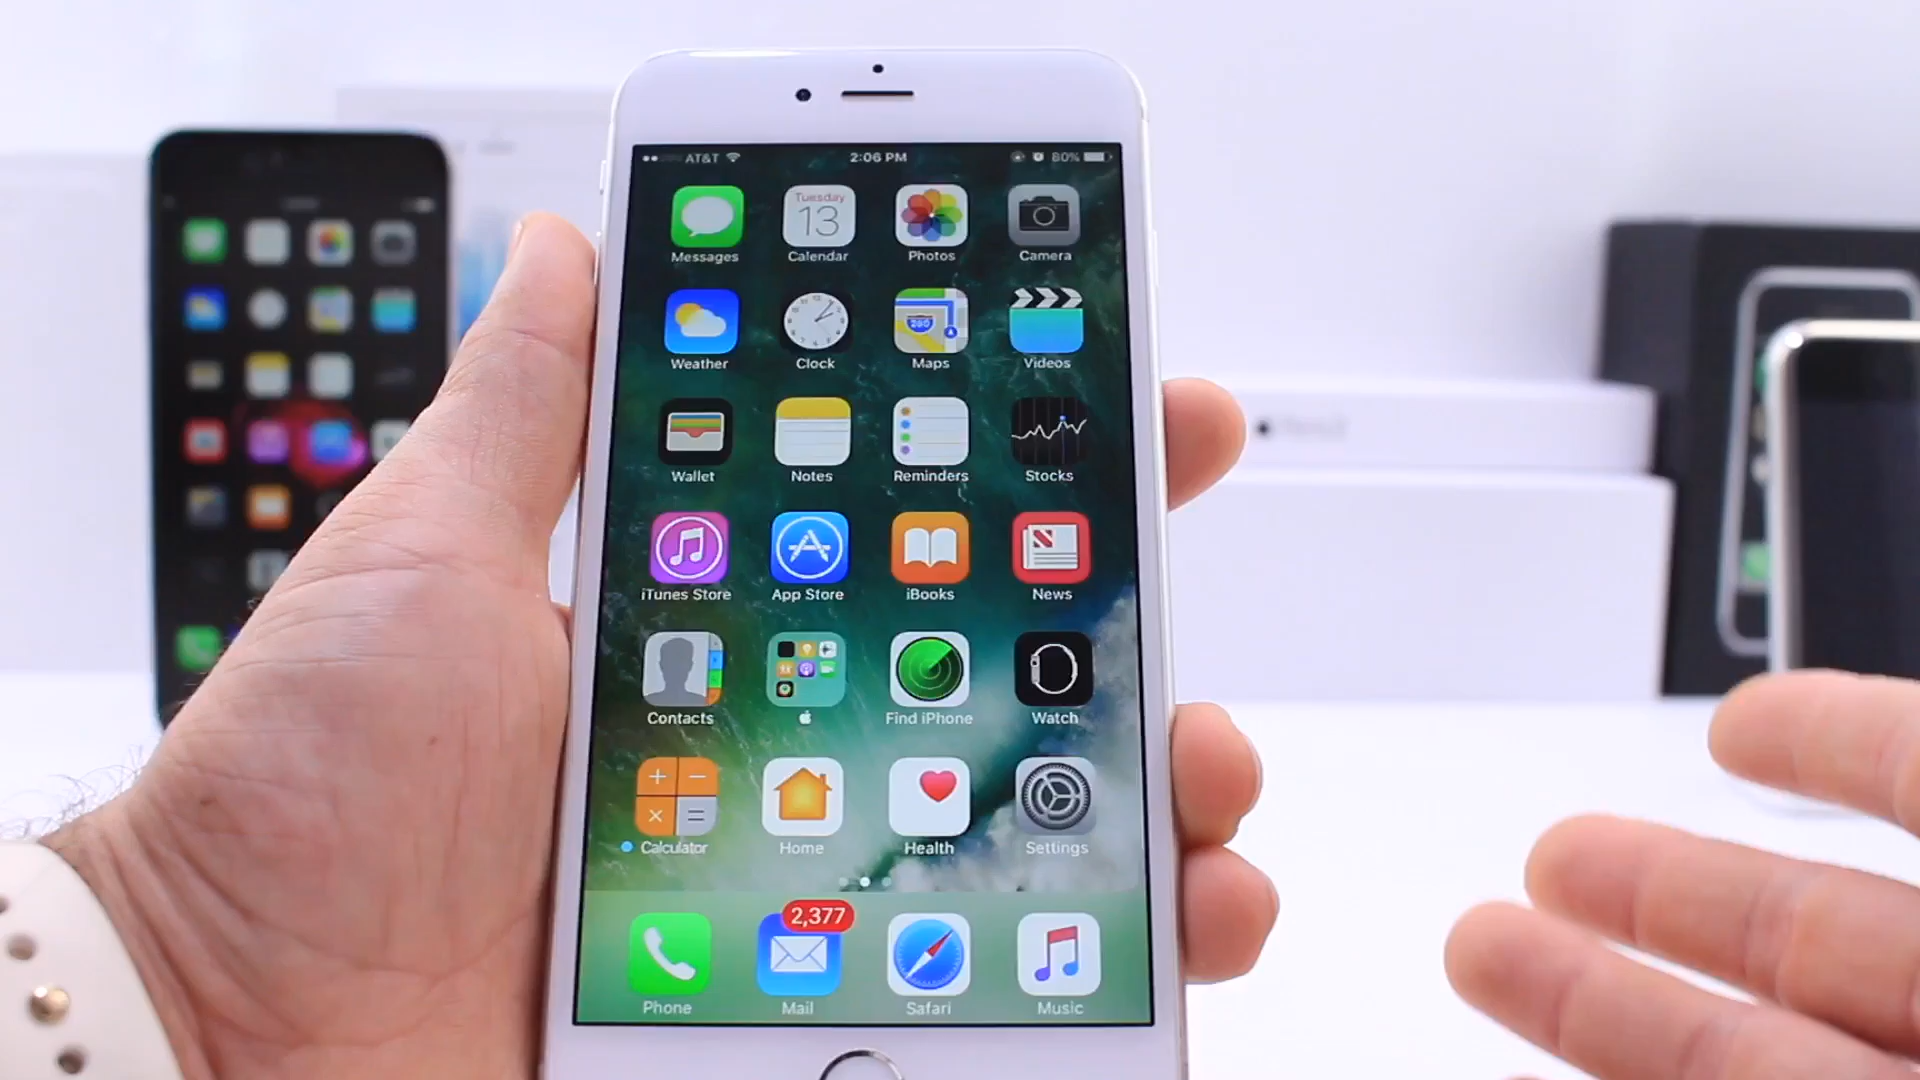 AT&T 2:06 PM 80%
Tuesday
13
Messages Calendar Photos Camera
280
Weather Clock Maps Videos
Wallet Notes Reminders Stocks
iTunes Store App Store iBooks News
Contacts Find iPhone Watch
Calculator Home Health Settings
2,377
Phone Mail Safari Music